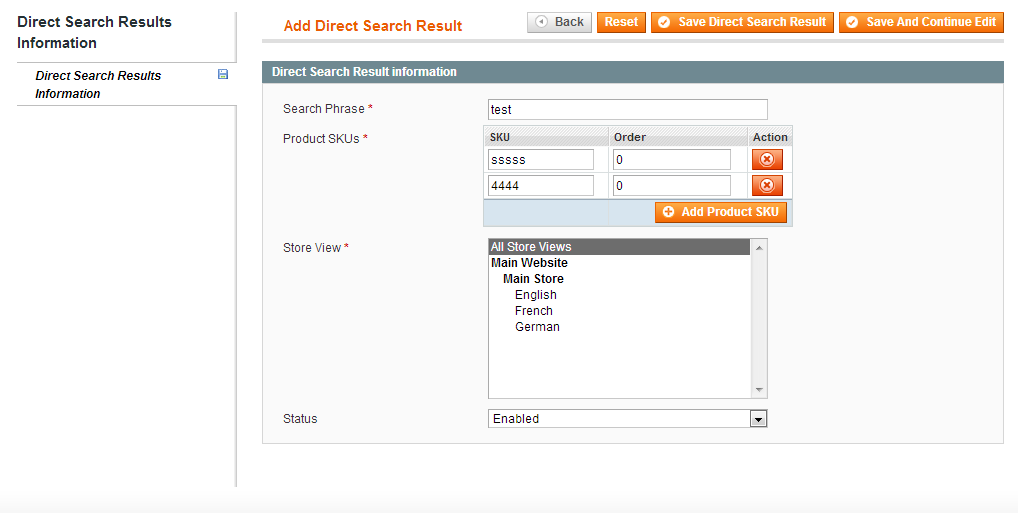 Direct Search Results
Information
Direct Search Results
Information
Add Direct Search Result
Back Reset Save Direct Search Result Save And Continue Edit
Direct Search Result information
Search Phrase * test
Product SKUs * SKU Order Action
sssss 0
4444 0
Add Product SKU
Store View * All Store Views
Main Website
Main Store
English
French
German
Status Enabled